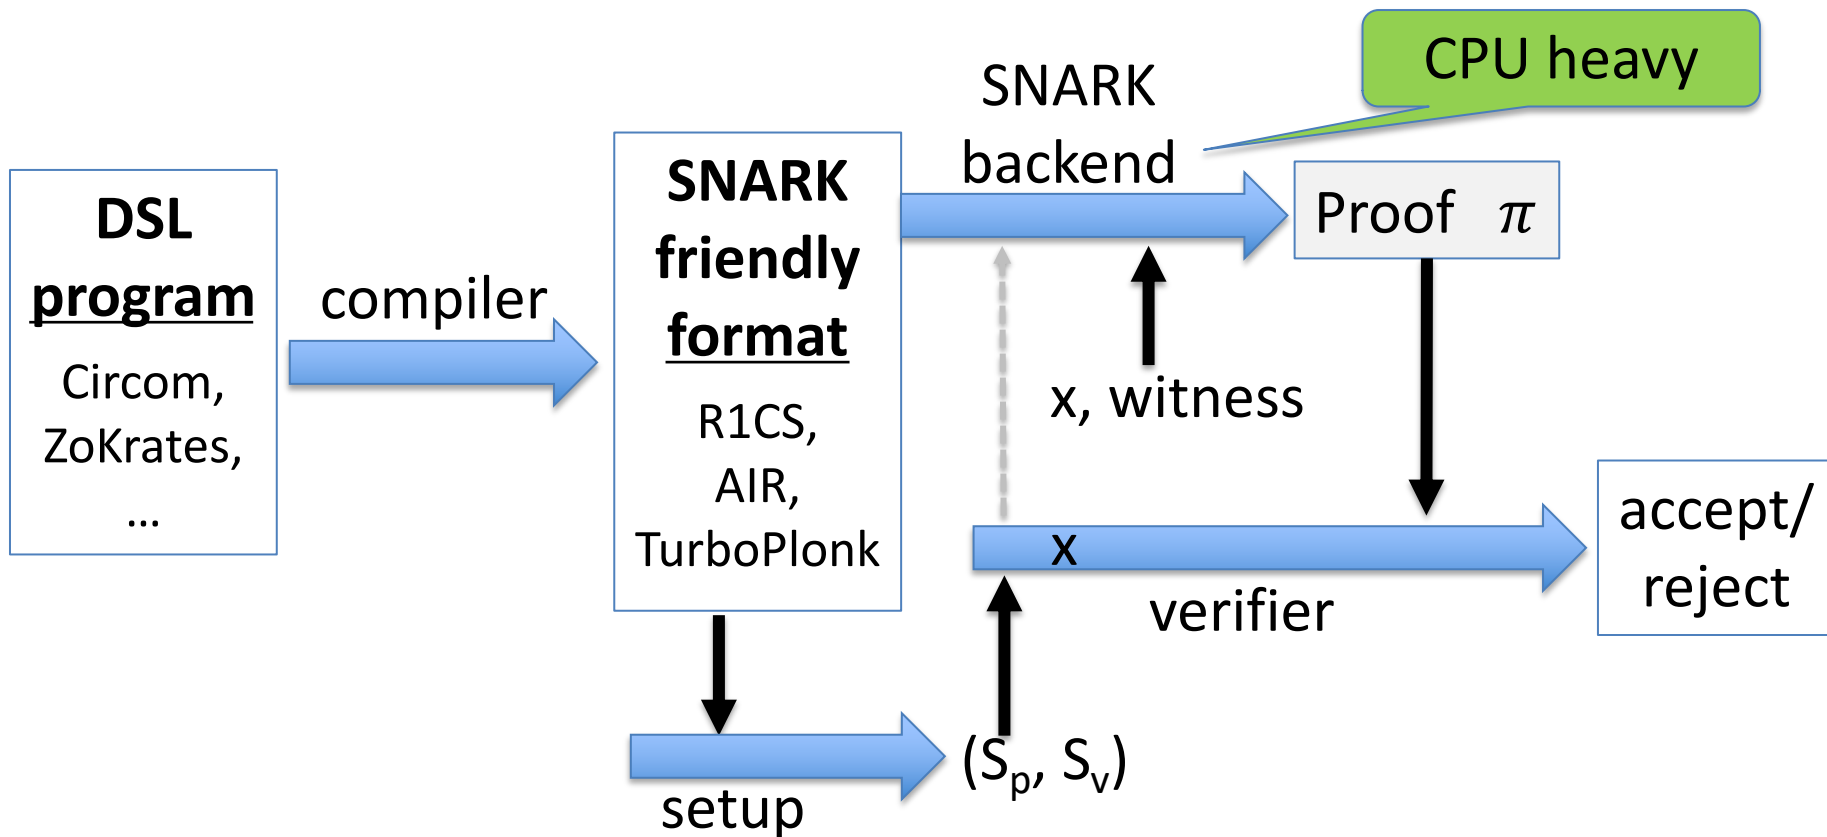 DSL
program
Circom,
ZoKrates,
...
compiler
SNARK
friendly
format
R1CS,
AIR,
TurboPlonk
SNARK
backend
CPU heavy
Proof π
x, witness
x
verifier
accept/
reject
setup
(Sp, Sv)